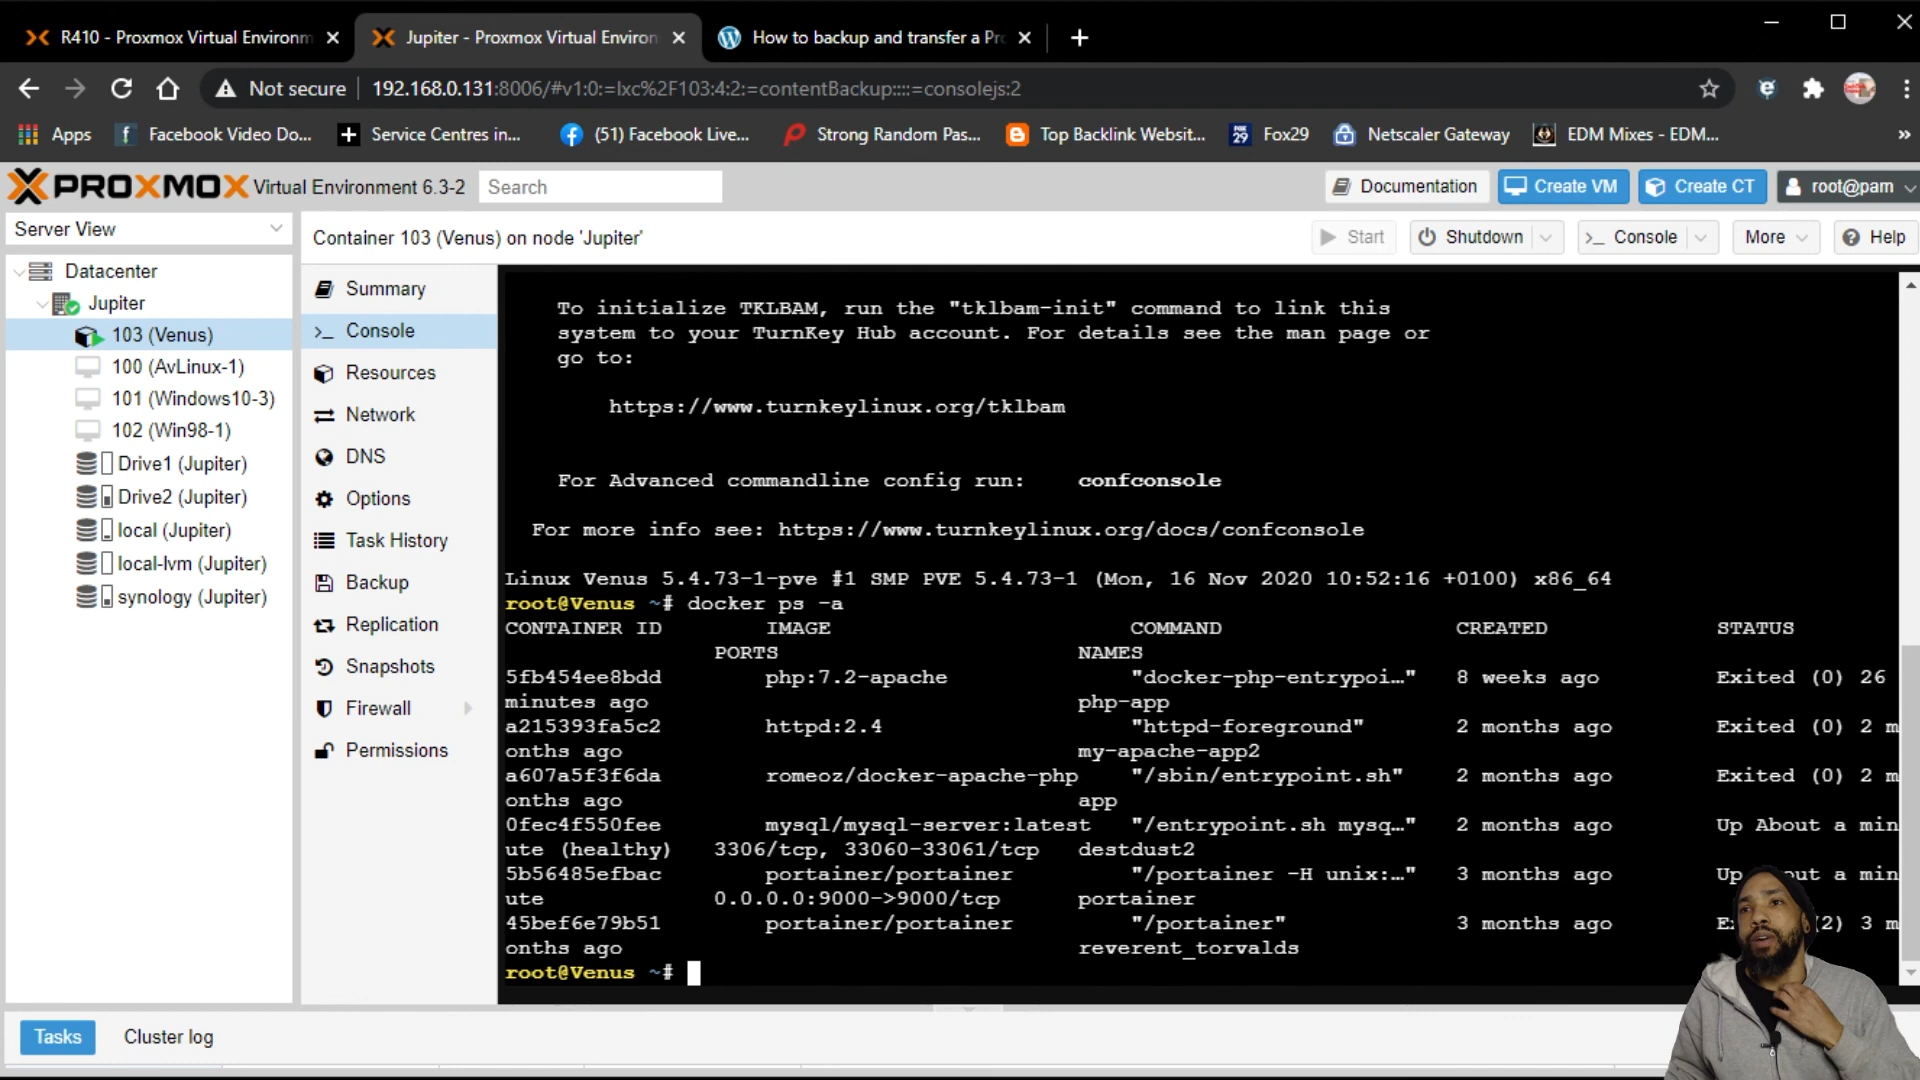 R410 - Proxmox Virtual Environm
Jupiter - Proxmox Virtual Environ
How to backup and transfer a Pro
Not secure
192.168.0.131:8006/#v1:0:=lxc%2F103:4:2:=contentBackup::::=consolejs:2
Apps
Facebook Video Do...
Service Centres in...
(51) Facebook Live...
Strong Random Pas...
Top Backlink Websit...
Fox29
Netscaler Gateway
EDM Mixes - EDM...
PROXMOX Virtual Environment 6.3-2
Search
Documentation
Create VM
Create CT
root@pam
Server View
Container 103 (Venus) on node 'Jupiter'
Start
Shutdown
Console
More
Help
Datacenter
Jupiter
103 (Venus)
100 (AvLinux-1)
101 (Windows10-3)
102 (Win98-1)
Drive1 (Jupiter)
Drive2 (Jupiter)
local (Jupiter)
local-lvm (Jupiter)
synology (Jupiter)
Summary
Console
Resources
Network
DNS
Options
Task History
Backup
Replication
Snapshots
Firewall
Permissions
To initialize TKLBAM, run the "tklbam-init" command to link this
system to your TurnKey Hub account. For details see the man page or
go to:
https://www.turnkeylinux.org/tklbam
For Advanced commandline config run: confconsole
For more info see: https://www.turnkeylinux.org/docs/confconsole
Linux Venus 5.4.73-1-pve #1 SMP PVE 5.4.73-1 (Mon, 16 Nov 2020 10:52:16 +0100) x86_64
root@Venus ~# docker ps -a
CONTAINER ID IMAGE COMMAND CREATED STATUS
PORTS NAMES
5fb454ee8bdd php:7.2-apache "docker-php-entrypoi…" 8 weeks ago Exited (0) 26
minutes ago php-app
a215393fa5c2 httpd:2.4 "httpd-foreground" 2 months ago Exited (0) 2 m
onths ago my-apache-app2
a607a5f3f6da romeoz/docker-apache-php "/sbin/entrypoint.sh" 2 months ago Exited (0) 2 m
onths ago app
0fec4f550fee mysql/mysql-server:latest "/entrypoint.sh mysq…" 2 months ago Up About a min
ute (healthy) 3306/tcp, 33060-33061/tcp destdust2
5b56485efbac portainer/portainer "/portainer -H unix:…" 3 months ago Up out a min
ute 0.0.0.0:9000->9000/tcp portainer
45bef6e79b51 portainer/portainer "/portainer" 3 months ago (2) 3 m
onths ago reverent_torvalds
root@Venus ~#
Tasks
Cluster log